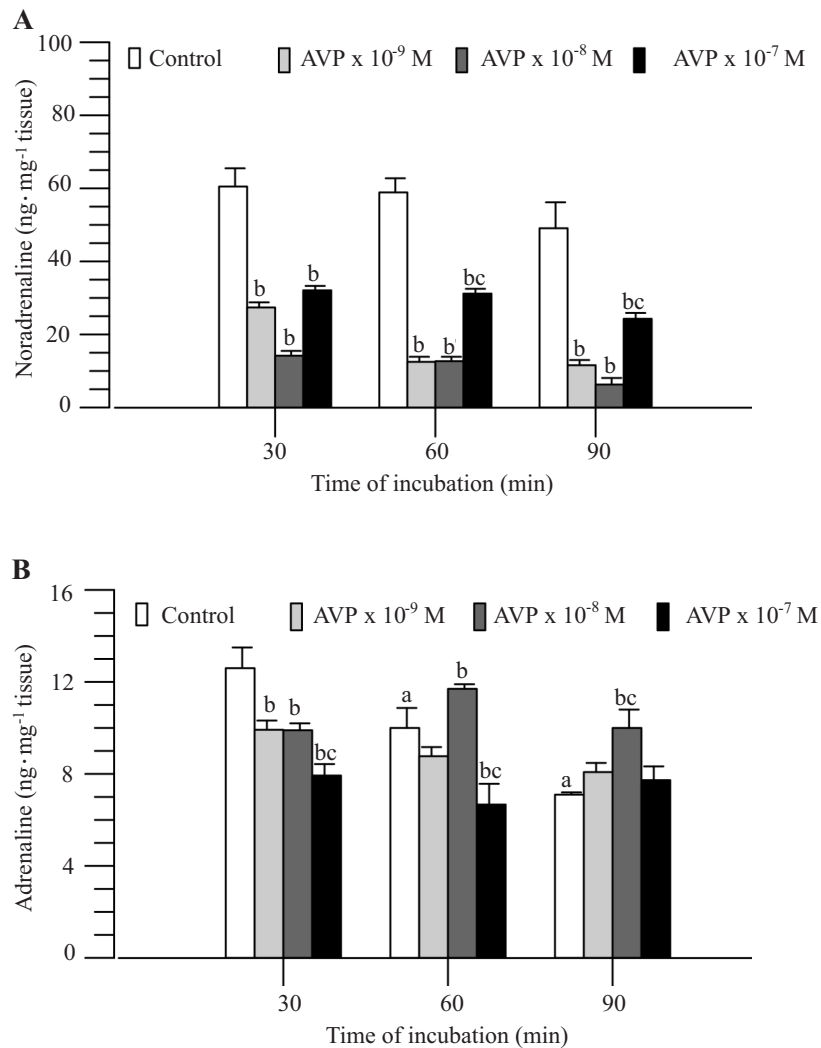 A
Control AVP x 10⁻⁹ M AVP x 10⁻⁸ M AVP x 10⁻⁷ M
Noradrenaline (ng·mg⁻¹ tissue)
100
80
60
40
20
0
b b b
b b' bc
b b bc
30 60 90
Time of incubation (min)
B
Control AVP x 10⁻⁹ M AVP x 10⁻⁸ M AVP x 10⁻⁷ M
Adrenaline (ng·mg⁻¹ tissue)
16
12
8
4
0
b b bc
a b bc
a bc
30 60 90
Time of incubation (min)